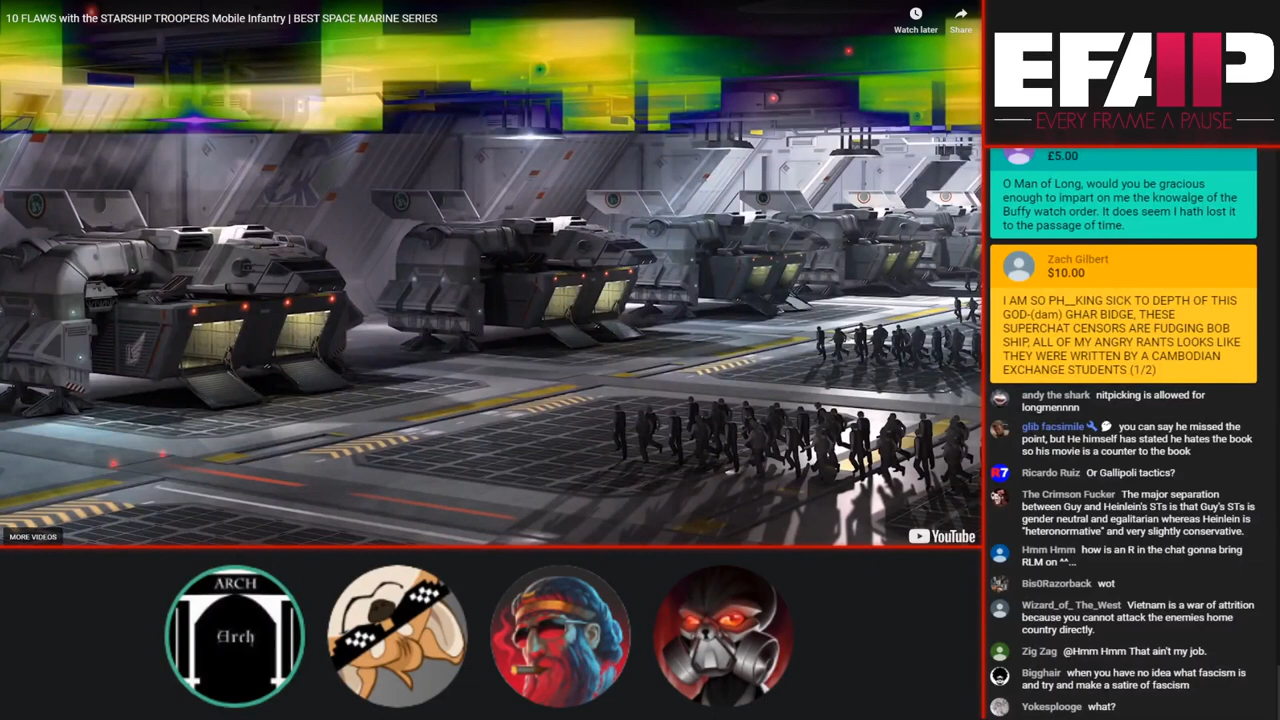 10 FLAWS with the STARSHIP TROOPERS Mobile Infantry | BEST SPACE MARINE SERIES
Watch later
Share
MORE VIDEOS
YouTube
ARCH
Arch
EFAP
EVERY FRAME A PAUSE
£5.00
O Man of Long, would you be gracious
enough to impart on me the knowalge of the
Buffy watch order. It does seem I hath lost it
to the passage of time.
Zach Gilbert
$10.00
I AM SO PH__KING SICK TO DEPTH OF THIS
GOD-(dam) GHAR BIDGE, THESE
SUPERCHAT CENSORS ARE FUDGING BOB
SHIP, ALL OF MY ANGRY RANTS LOOKS LIKE
THEY WERE WRITTEN BY A CAMBODIAN
EXCHANGE STUDENTS (1/2)
andy the shark nitpicking is allowed for
longmennnn
glib facsimile you can say he missed the
point, but He himself has stated he hates the book
so his movie is a counter to the book
R7
Ricardo Ruiz Or Gallipoli tactics?
The Crimson Fucker The major separation
between Guy and Heinlein's STs is that Guy's STs is
gender neutral and egalitarian whereas Heinlein is
"heteronormative" and very slightly conservative.
Hmm Hmm how is an R in the chat gonna bring
RLM on ^^...
Bis0Razorback wot
Wizard_of_ The_West Vietnam is a war of attrition
because you cannot attack the enemies home
country directly.
Zig Zag @Hmm Hmm That ain't my job.
Bigghair when you have no idea what fascism is
and try and make a satire of fascism
Yokesplooge what?